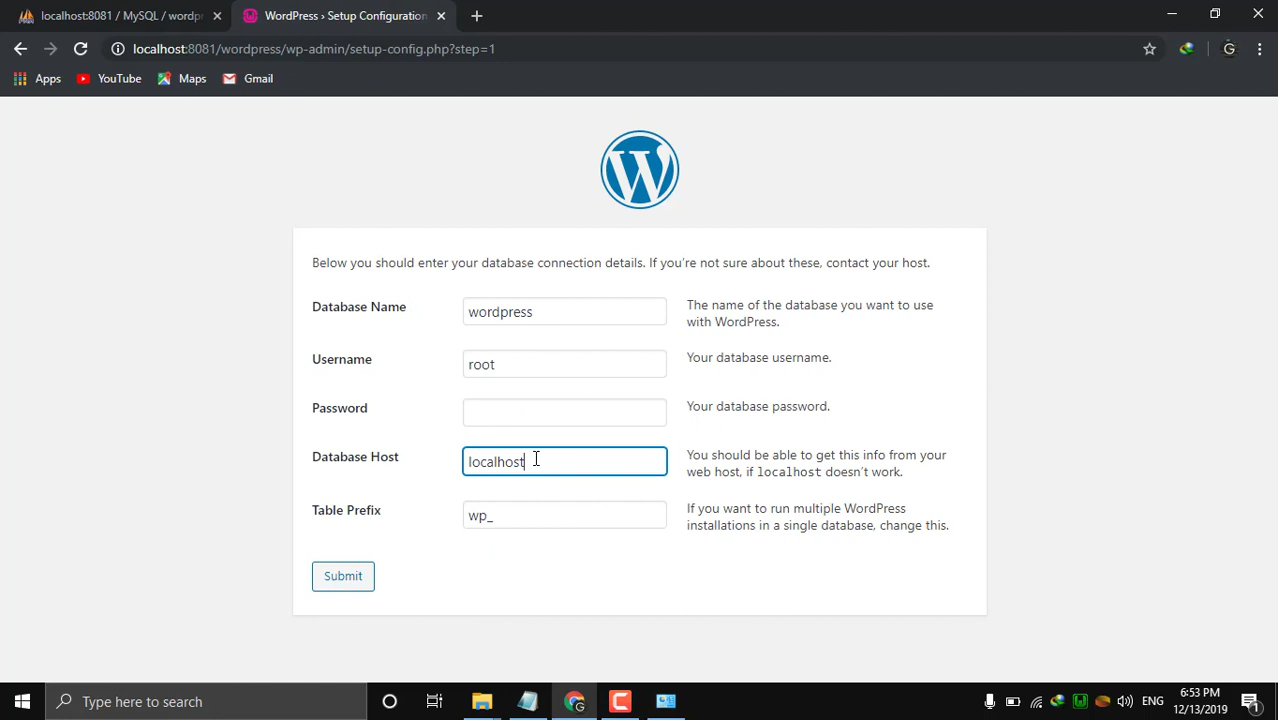 localhost:8081 / MySQL / wordpr
WordPress › Setup Configuration
localhost:8081/wordpress/wp-admin/setup-config.php?step=1
Apps
YouTube
Maps
Gmail
Below you should enter your database connection details. If you’re not sure about these, contact your host.
Database Name
wordpress
The name of the database you want to use
with WordPress.
Username
root
Your database username.
Password
Your database password.
Database Host
localhost
You should be able to get this info from your
web host, if localhost doesn’t work.
Table Prefix
wp_
If you want to run multiple WordPress
installations in a single database, change this.
Submit
Type here to search
ENG
6:53 PM
12/13/2019
1